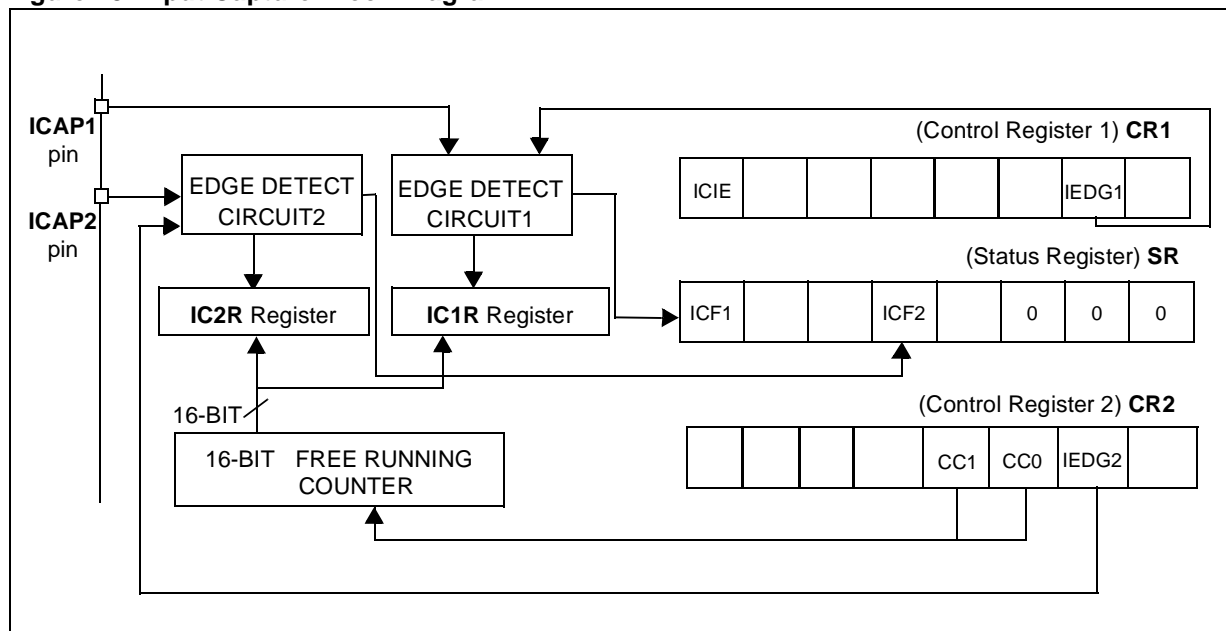 ICAP1
pin
ICAP2
pin
EDGE DETECT
CIRCUIT2
EDGE DETECT
CIRCUIT1
IC2R Register
IC1R Register
16-BIT
16-BIT FREE RUNNING
COUNTER
(Control Register 1) CR1
ICIE
IEDG1
(Status Register) SR
ICF1
ICF2
0
0
0
(Control Register 2) CR2
CC1
CC0
IEDG2